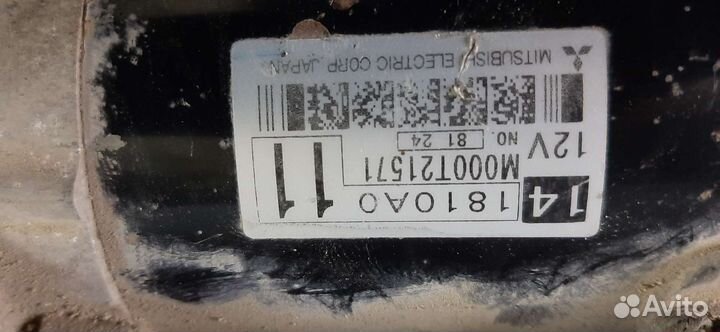 14 1810A0 11
M000T21571
12V NO. 81 24
MITSUBISHI ELECTRIC CORP. JAPAN
Avito